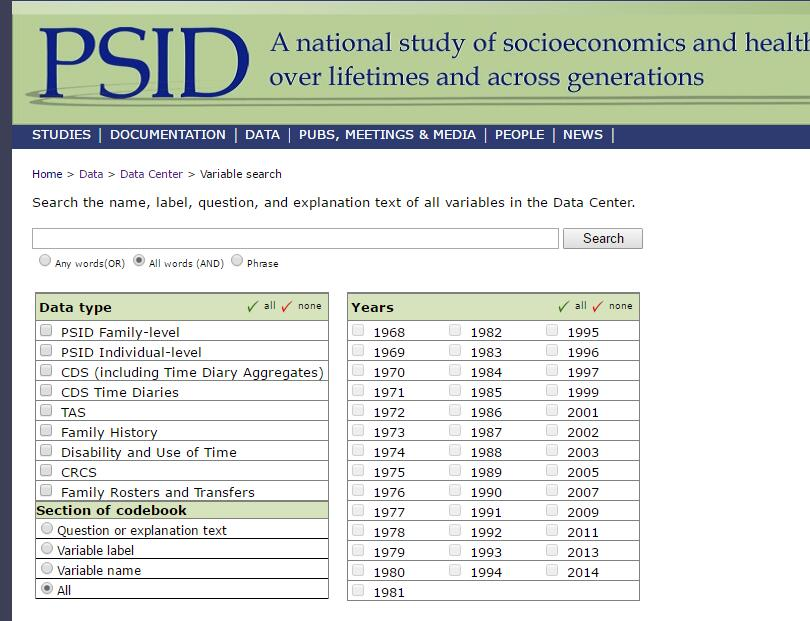 PSID
A national study of socioeconomics and health
over lifetimes and across generations
STUDIES | DOCUMENTATION | DATA | PUBS, MEETINGS & MEDIA | PEOPLE | NEWS |
Home > Data > Data Center > Variable search
Search the name, label, question, and explanation text of all variables in the Data Center.
Search
Any words(OR) All words (AND) Phrase
Data type all none
PSID Family-level
PSID Individual-level
CDS (including Time Diary Aggregates)
CDS Time Diaries
TAS
Family History
Disability and Use of Time
CRCS
Family Rosters and Transfers
Section of codebook
Question or explanation text
Variable label
Variable name
All
Years all none
1968 1982 1995
1969 1983 1996
1970 1984 1997
1971 1985 1999
1972 1986 2001
1973 1987 2002
1974 1988 2003
1975 1989 2005
1976 1990 2007
1977 1991 2009
1978 1992 2011
1979 1993 2013
1980 1994 2014
1981